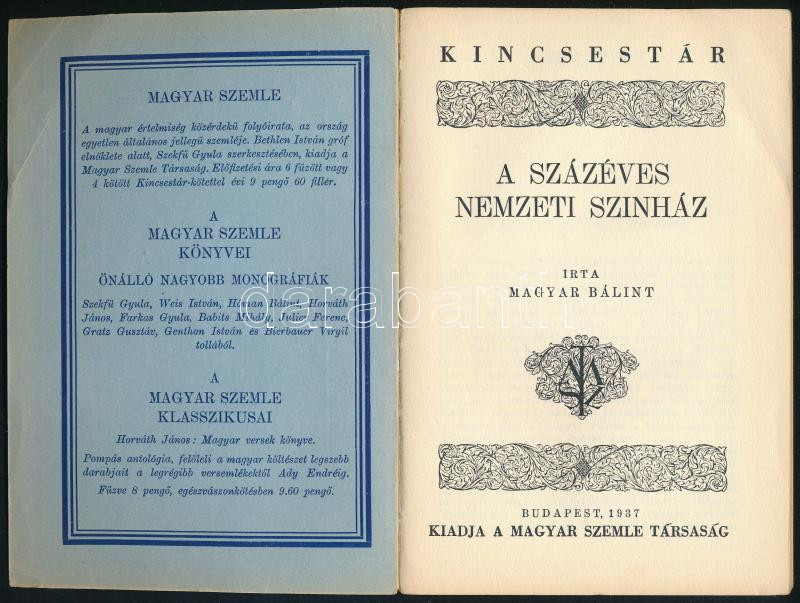 MAGYAR SZEMLE
A magyar értelmiség közérdekű folyóirata, az ország
egyetlen általános jellegű szemléje. Bethlen István gróf
elnöklete alatt, Szekfű Gyula szerkesztésében, kiadja a
Magyar Szemle Társaság. Előfizetési ára 6 fűzött vagy
4 kötött Kincsestár-kötettel évi 9 pengő 60 fillér.
A
MAGYAR SZEMLE
KÖNYVEI
ÖNÁLLÓ NAGYOBB MONOGRÁFIÁK
Szekfű Gyula, Weis István, Hóman Bálint, Horváth
János, Farkas Gyula, Babits Mihály, Julier Ferenc,
Gratz Gusztáv, Genthon István és Bierbauer Virgil
tollából.
A
MAGYAR SZEMLE
KLASSZIKUSAI
Horváth János: Magyar versek könyve.
Pompás antológia, felöleli a magyar költészet legszebb
darabjait a legrégibb versemlékektől Ady Endréig.
Fűzve 8 pengő, egészvászonkötésben 9.60 pengő.
KINCSESTÁR
A SZÁZÉVES
NEMZETI SZINHÁZ
IRTA
MAGYAR BÁLINT
BUDAPEST, 1937
KIADJA A MAGYAR SZEMLE TÁRSASÁG
darabanth